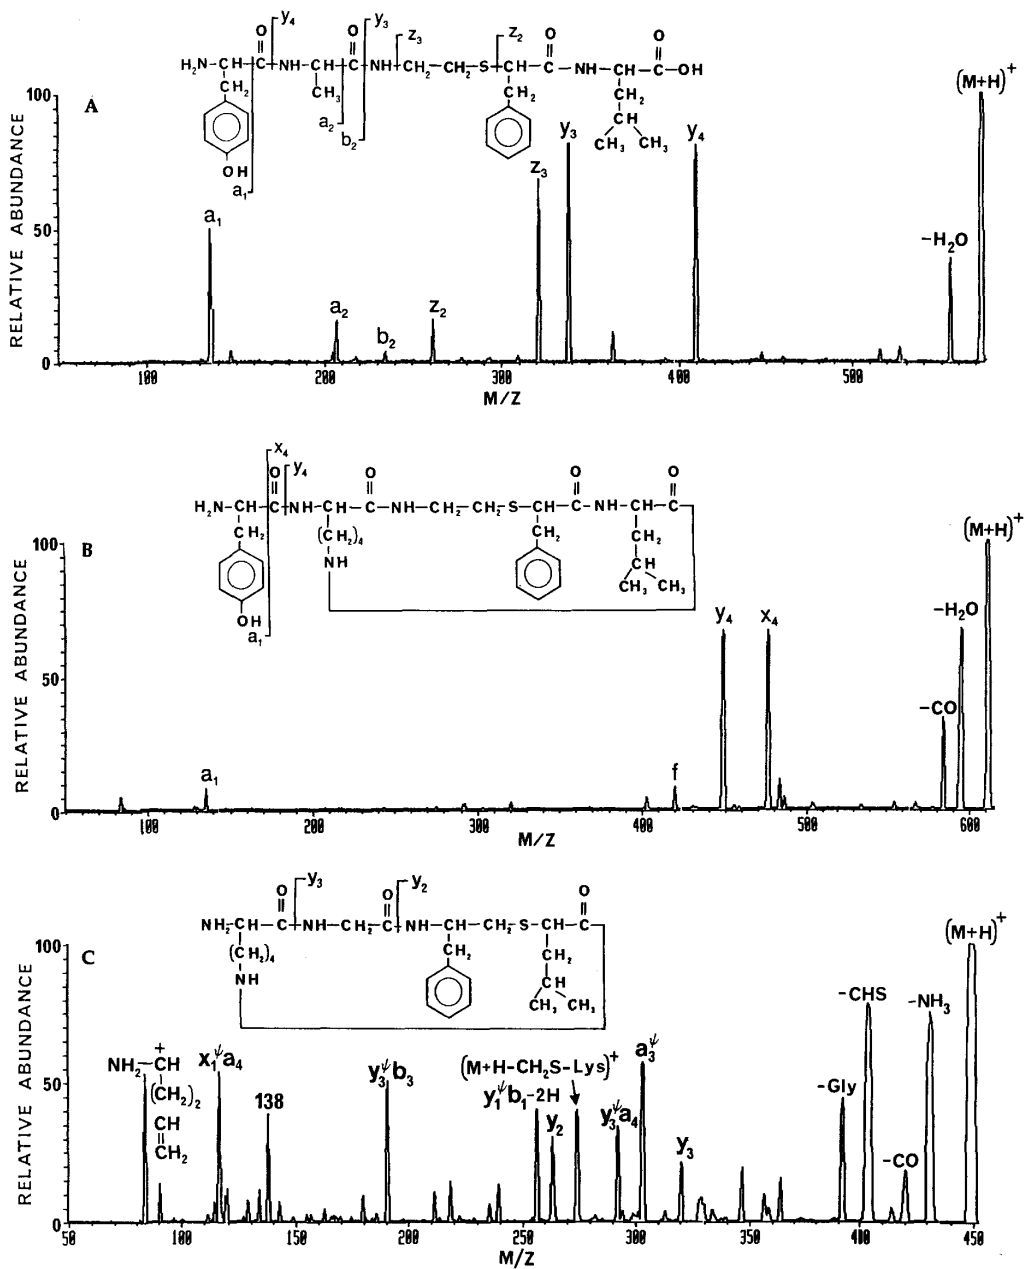 A
RELATIVE ABUNDANCE
100
50
0
y4 y3 z3 z2
O O O O
H2N CH C NH CH C NH CH2 CH2 S CH C NH CH C OH
CH2 CH3 CH2 CH2
CH
CH3 CH3
OH
a1 a2 b2
a1 a2 b2 z2 z3 y3 y4 -H2O (M+H)+
100 200 300 400 500
M/Z
B
RELATIVE ABUNDANCE
100
50
0
x4 y4
O O O O
H2N CH C NH CH C NH CH2 CH2 S CH C NH CH C
CH2 (CH2)4 CH2 CH2
NH CH
CH3 CH3
OH
a1
a1 f y4 x4 -CO -H2O (M+H)+
100 200 300 400 500 600
M/Z
C
RELATIVE ABUNDANCE
100
50
0
y3 y2
O O O
NH2 CH C NH CH2 C NH CH CH2 S CH C
(CH2)4 CH2 CH2
NH CH
CH3 CH3
NH2 CH +
(CH2)2
CH
CH2
x1ψa4 138 y3ψb3 y1ψb1-2H y2 (M+H-CH2S-Lys)+ y3ψa4 a3ψ y3 -Gly -CHS -CO -NH3 (M+H)+
50 100 150 200 250 300 350 400 450
M/Z